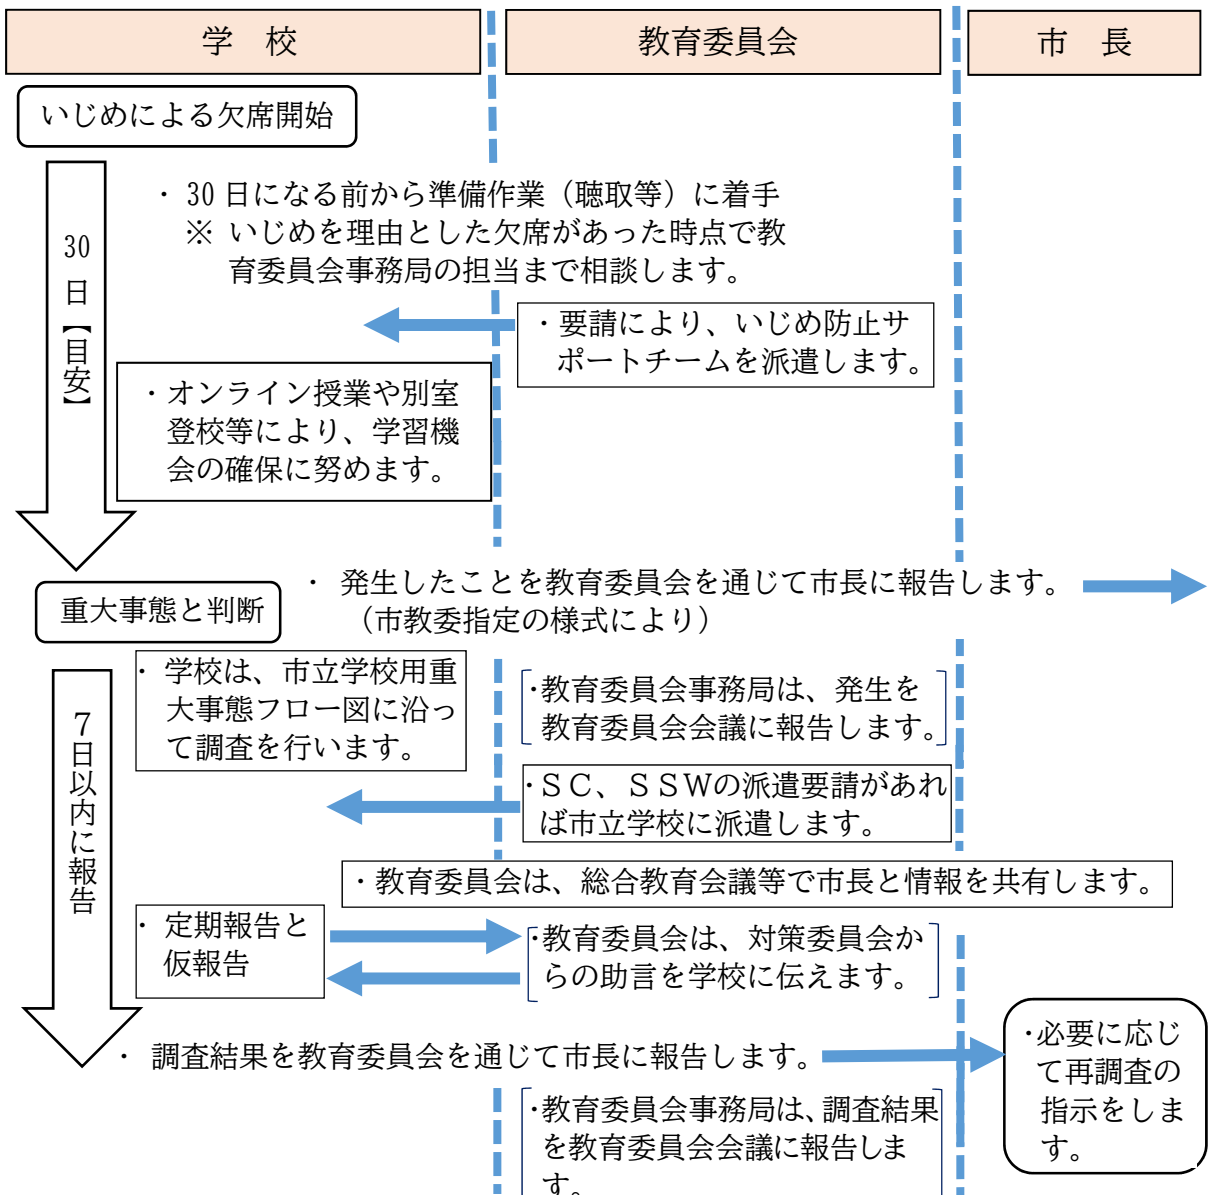 学　校
教育委員会
市　長
いじめによる欠席開始
30日【目安】
・ 30日になる前から準備作業（聴取等）に着手
※ いじめを理由とした欠席があった時点で教
育委員会事務局の担当まで相談します。
・要請により、いじめ防止サ
ポートチームを派遣します。
・オンライン授業や別室
登校等により、学習機
会の確保に努めます。
重大事態と判断
・ 発生したことを教育委員会を通じて市長に報告します。
（市教委指定の様式により）
7日以内に報告
・ 学校は、市立学校用重
大事態フロー図に沿っ
て調査を行います。
・教育委員会事務局は、発生を
教育委員会会議に報告します。
・ＳＣ、ＳＳＷの派遣要請があれ
ば市立学校に派遣します。
・教育委員会は、総合教育会議等で市長と情報を共有します。
・ 定期報告と
仮報告
・教育委員会は、対策委員会か
らの助言を学校に伝えます。
・ 調査結果を教育委員会を通じて市長に報告します。
・必要に応じ
て再調査の
指示をしま
す。
・教育委員会事務局は、調査結果
を教育委員会会議に報告しま
す。